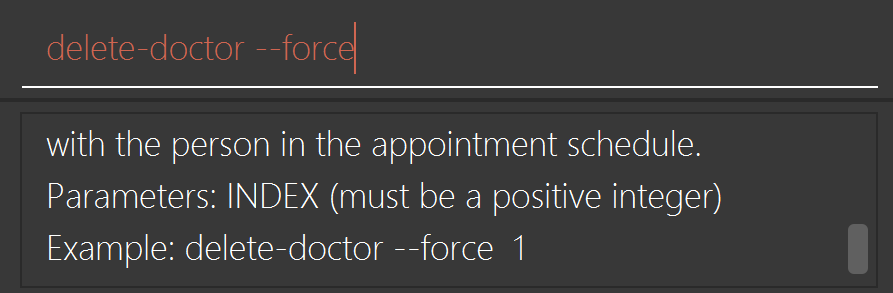 delete-doctor --force
with the person in the appointment schedule.
Parameters: INDEX (must be a positive integer)
Example: delete-doctor --force  1